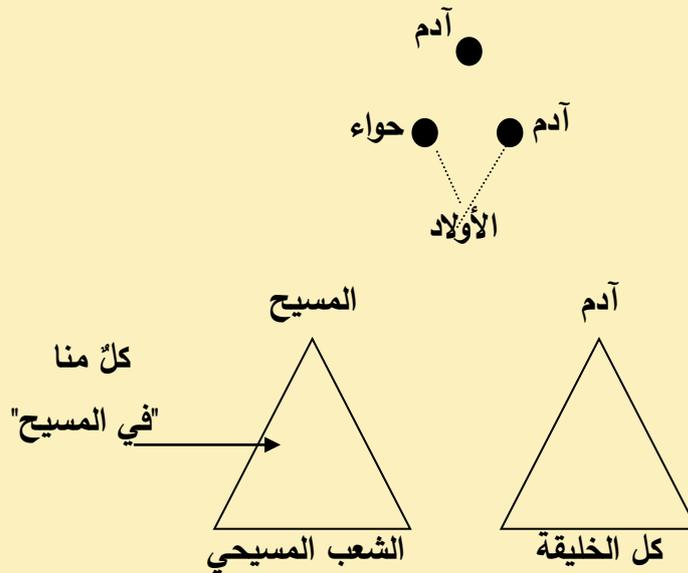 آدم
آدم
حواء
الأولاد
آدم
المسيح
كلٌ منا
"في المسيح"
كل الخليقة
الشعب المسيحي